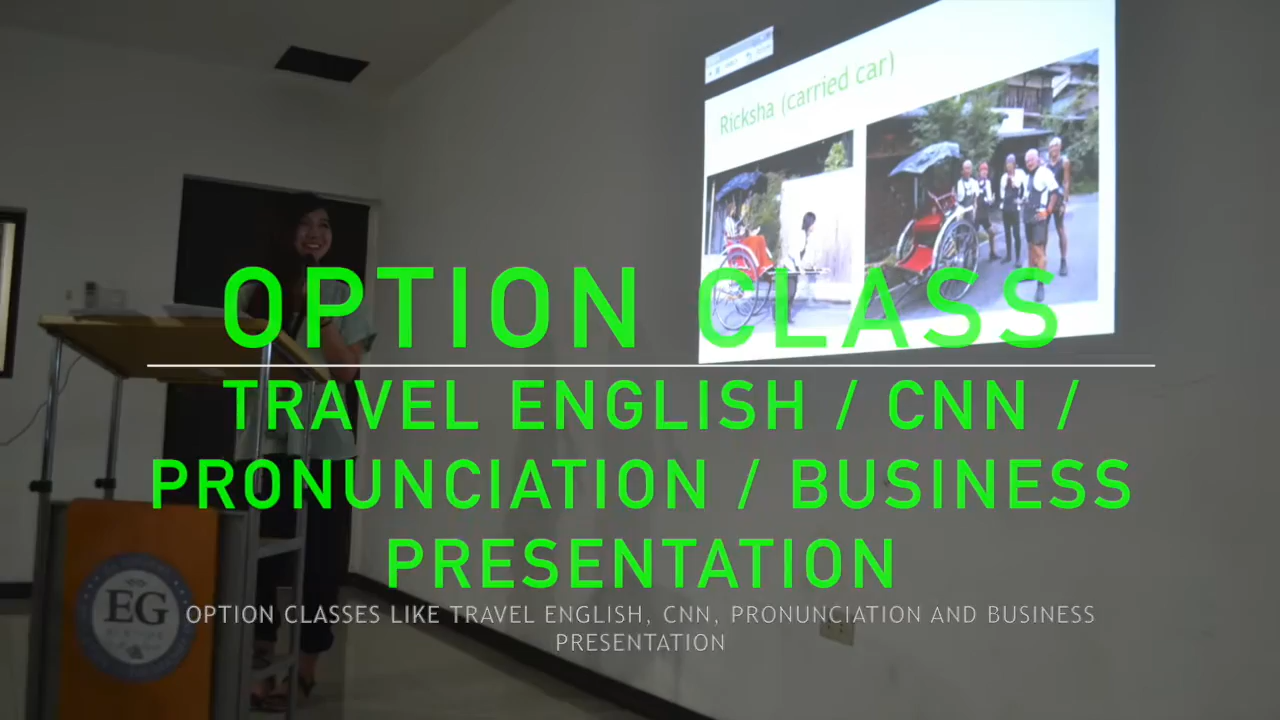 Ricksha (carried car)
OPTION CLASS
TRAVEL ENGLISH / CNN /
PRONUNCIATION / BUSINESS
PRESENTATION
EG
OPTION CLASSES LIKE TRAVEL ENGLISH, CNN, PRONUNCIATION AND BUSINESS
PRESENTATION